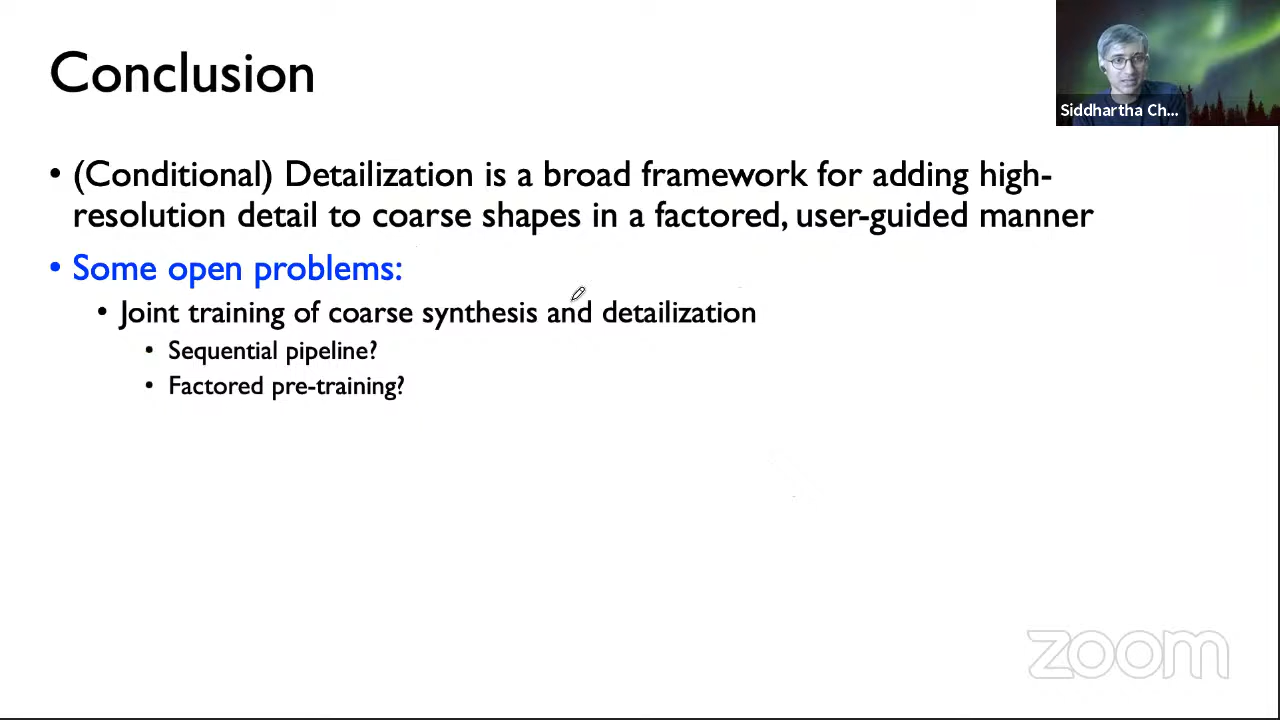 Conclusion
Siddhartha Ch...
• (Conditional) Detailization is a broad framework for adding high-
resolution detail to coarse shapes in a factored, user-guided manner
• Some open problems:
• Joint training of coarse synthesis and detailization
• Sequential pipeline?
• Factored pre-training?
zoom